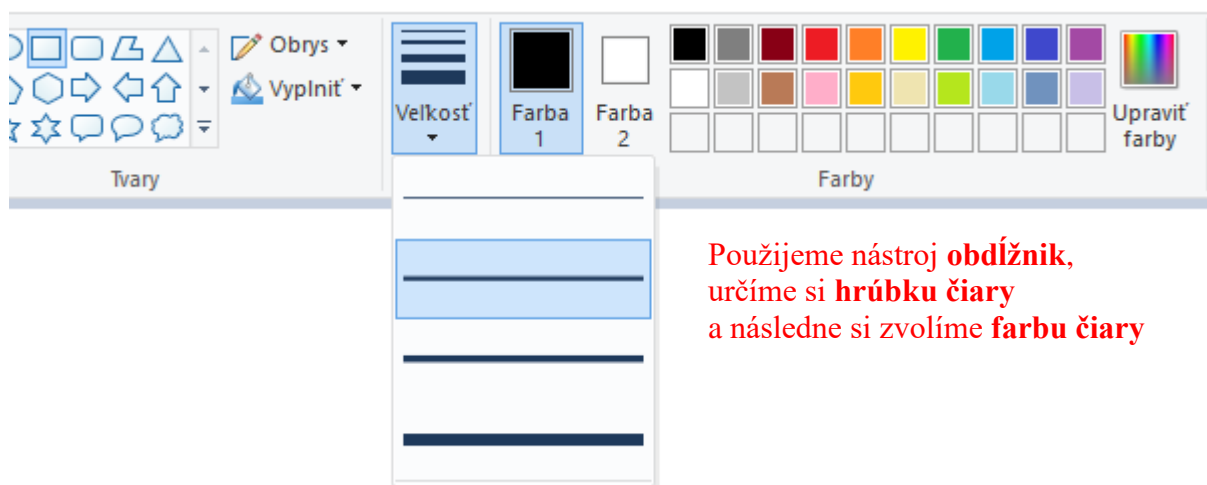 Obrys
Vyplniť
Veľkosť
Farba
1
Farba
2
Upraviť
farby
Tvary
Farby
Použijeme nástroj obdĺžnik,
určíme si hrúbku čiary
a následne si zvolíme farbu čiary